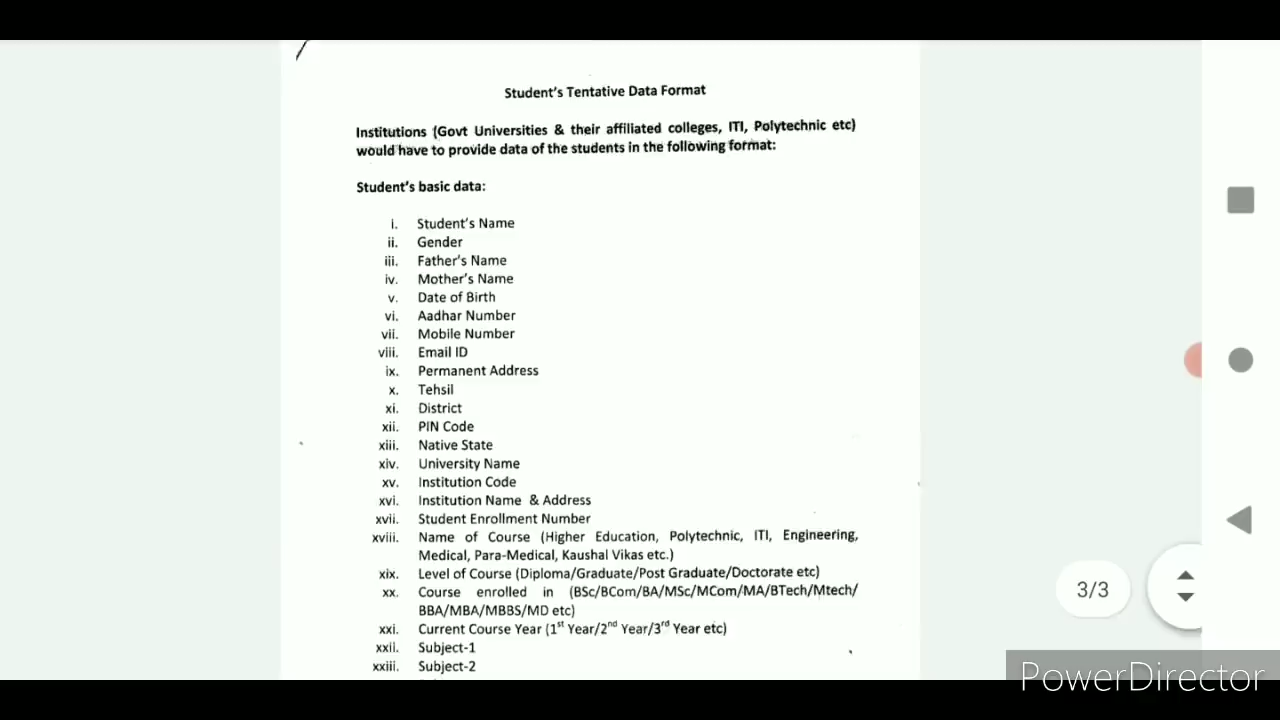 Student's Tentative Data Format
Institutions (Govt Universities & their affiliated colleges, ITI, Polytechnic etc)
would have to provide data of the students in the following format:
Student's basic data:
i. Student's Name
ii. Gender
iii. Father's Name
iv. Mother's Name
v. Date of Birth
vi. Aadhar Number
vii. Mobile Number
viii. Email ID
ix. Permanent Address
x. Tehsil
xi. District
xii. PIN Code
xiii. Native State
xiv. University Name
xv. Institution Code
xvi. Institution Name & Address
xvii. Student Enrollment Number
xviii. Name of Course (Higher Education, Polytechnic, ITI, Engineering,
Medical, Para-Medical, Kaushal Vikas etc.)
xix. Level of Course (Diploma/Graduate/Post Graduate/Doctorate etc)
xx. Course enrolled in (BSc/BCom/BA/MSc/MCom/MA/BTech/Mtech/
BBA/MBA/MBBS/MD etc)
xxi. Current Course Year (1st Year/2nd Year/3rd Year etc)
xxii. Subject-1
xxiii. Subject-2
3/3
PowerDirector